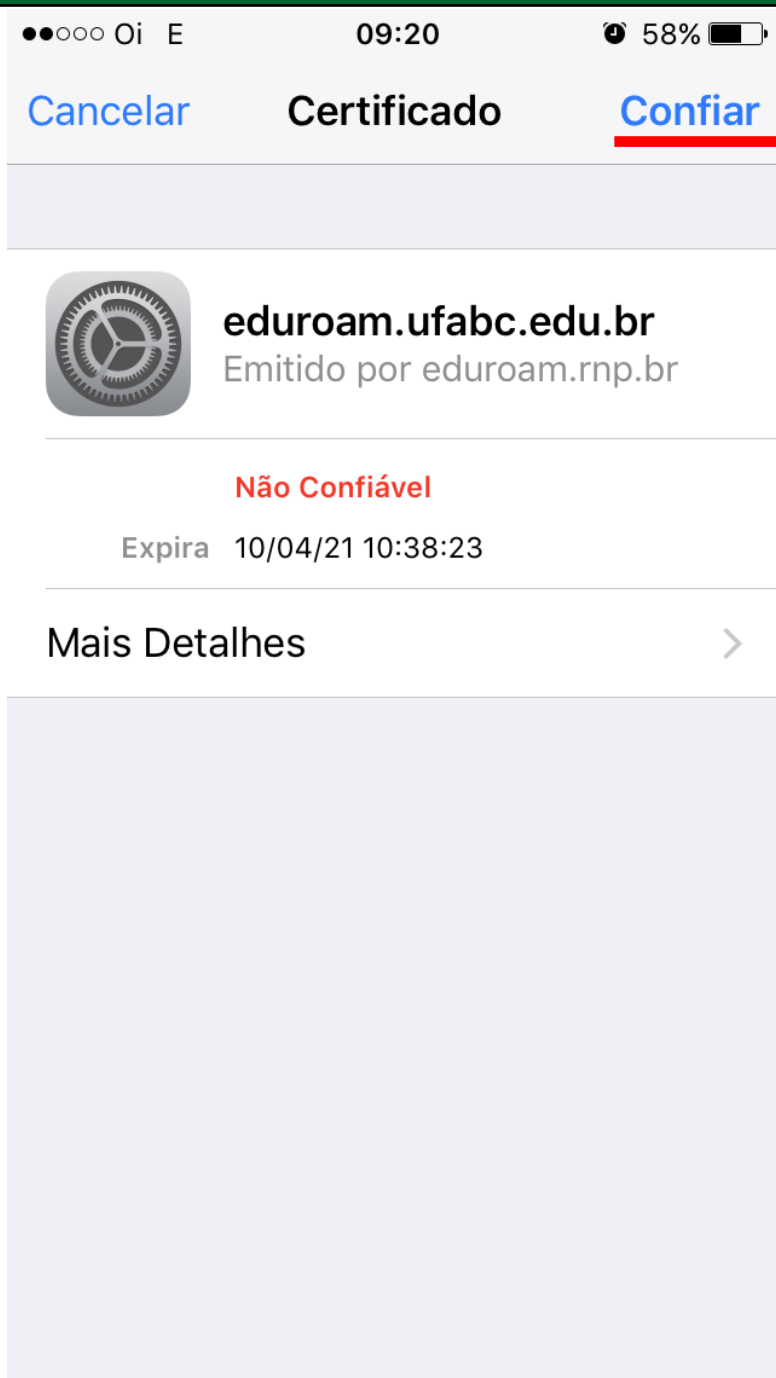 Oi E 09:20 58%
Cancelar Certificado Confiar
eduroam.ufabc.edu.br
Emitido por eduroam.rnp.br
Não Confiável
Expira 10/04/21 10:38:23
Mais Detalhes